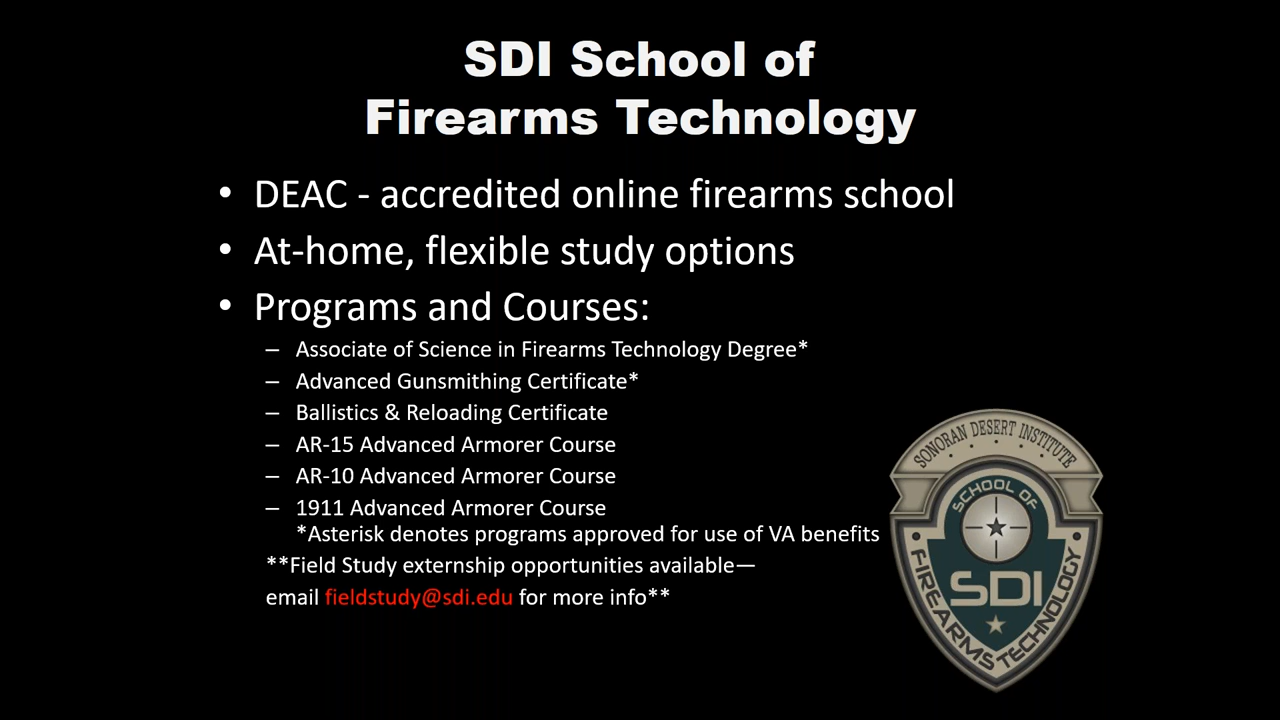 SDI School of
Firearms Technology
• DEAC - accredited online firearms school
• At-home, flexible study options
• Programs and Courses:
– Associate of Science in Firearms Technology Degree*
– Advanced Gunsmithing Certificate*
– Ballistics & Reloading Certificate
– AR-15 Advanced Armorer Course
– AR-10 Advanced Armorer Course
– 1911 Advanced Armorer Course
*Asterisk denotes programs approved for use of VA benefits
**Field Study externship opportunities available—
email fieldstudy@sdi.edu for more info**
SONORAN DESERT INSTITUTE
SCHOOL OF
SDI
FIREARMS TECHNOLOGY